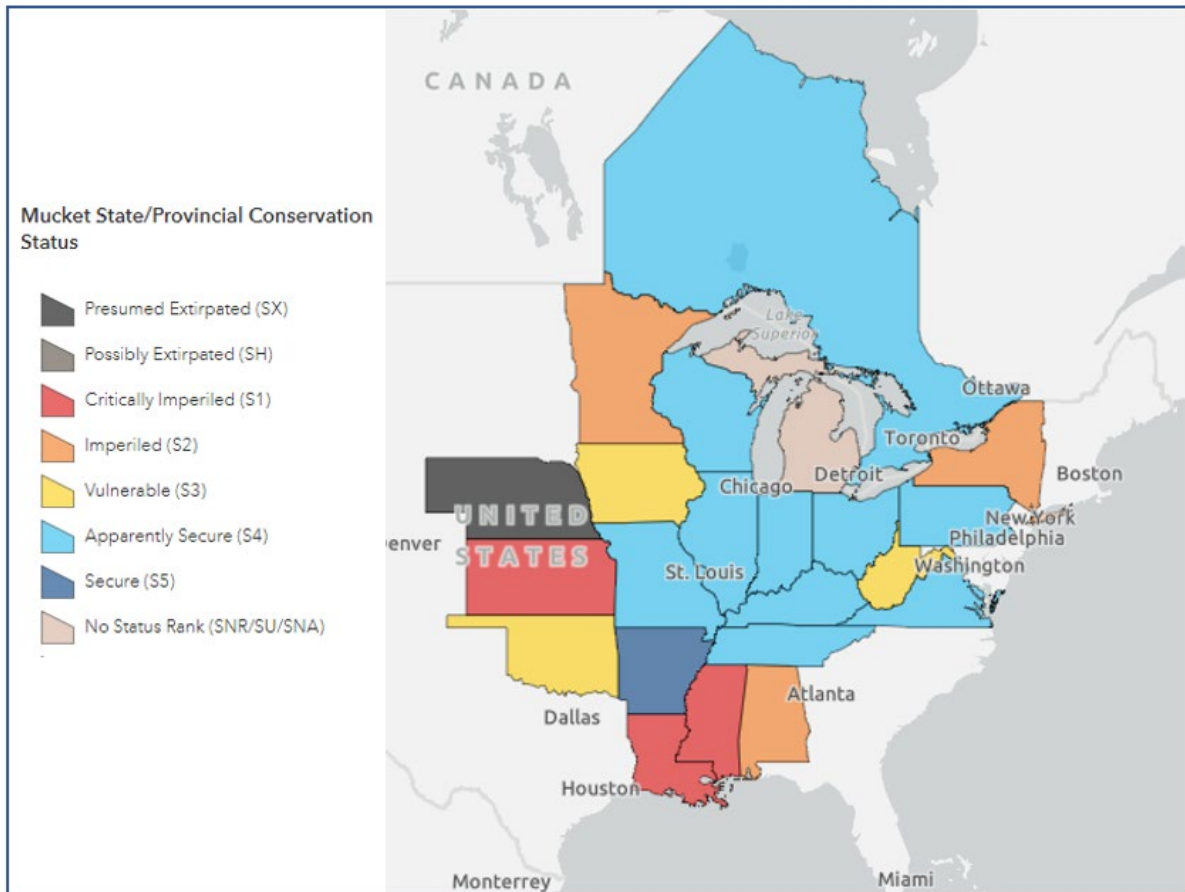 Mucket State/Provincial Conservation
Status
Presumed Extirpated (SX)
Possibly Extirpated (SH)
Critically Imperiled (S1)
Imperiled (S2)
Vulnerable (S3)
Apparently Secure (S4)
Secure (S5)
No Status Rank (SNR/SU/SNA)
CANADA
Lake
Superior
Ottawa
Toronto
Boston
Detroit
Chicago
New York
UNITED
Philadelphia
enver
STATES
St. Louis
Washington
Atlanta
Dallas
Houston
Monterrey
Miami